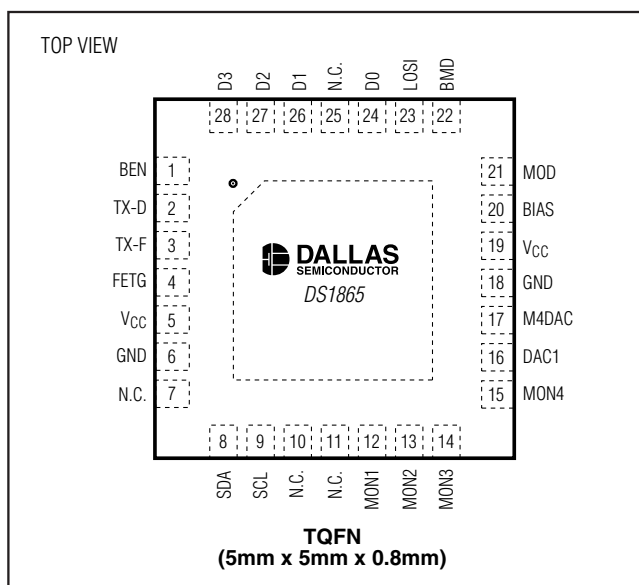 TOP VIEW
D3 D2 D1 N.C. D0 LOSI BMD
28 27 26 25 24 23 22
BEN 1 21 MOD
TX-D 2 20 BIAS
TX-F 3 19 VCC
FETG 4 18 GND
VCC 5 17 M4DAC
GND 6 16 DAC1
N.C. 7 15 MON4
DALLAS
SEMICONDUCTOR
DS1865
8 9 10 11 12 13 14
SDA SCL N.C. N.C. MON1 MON2 MON3
TQFN
(5mm x 5mm x 0.8mm)